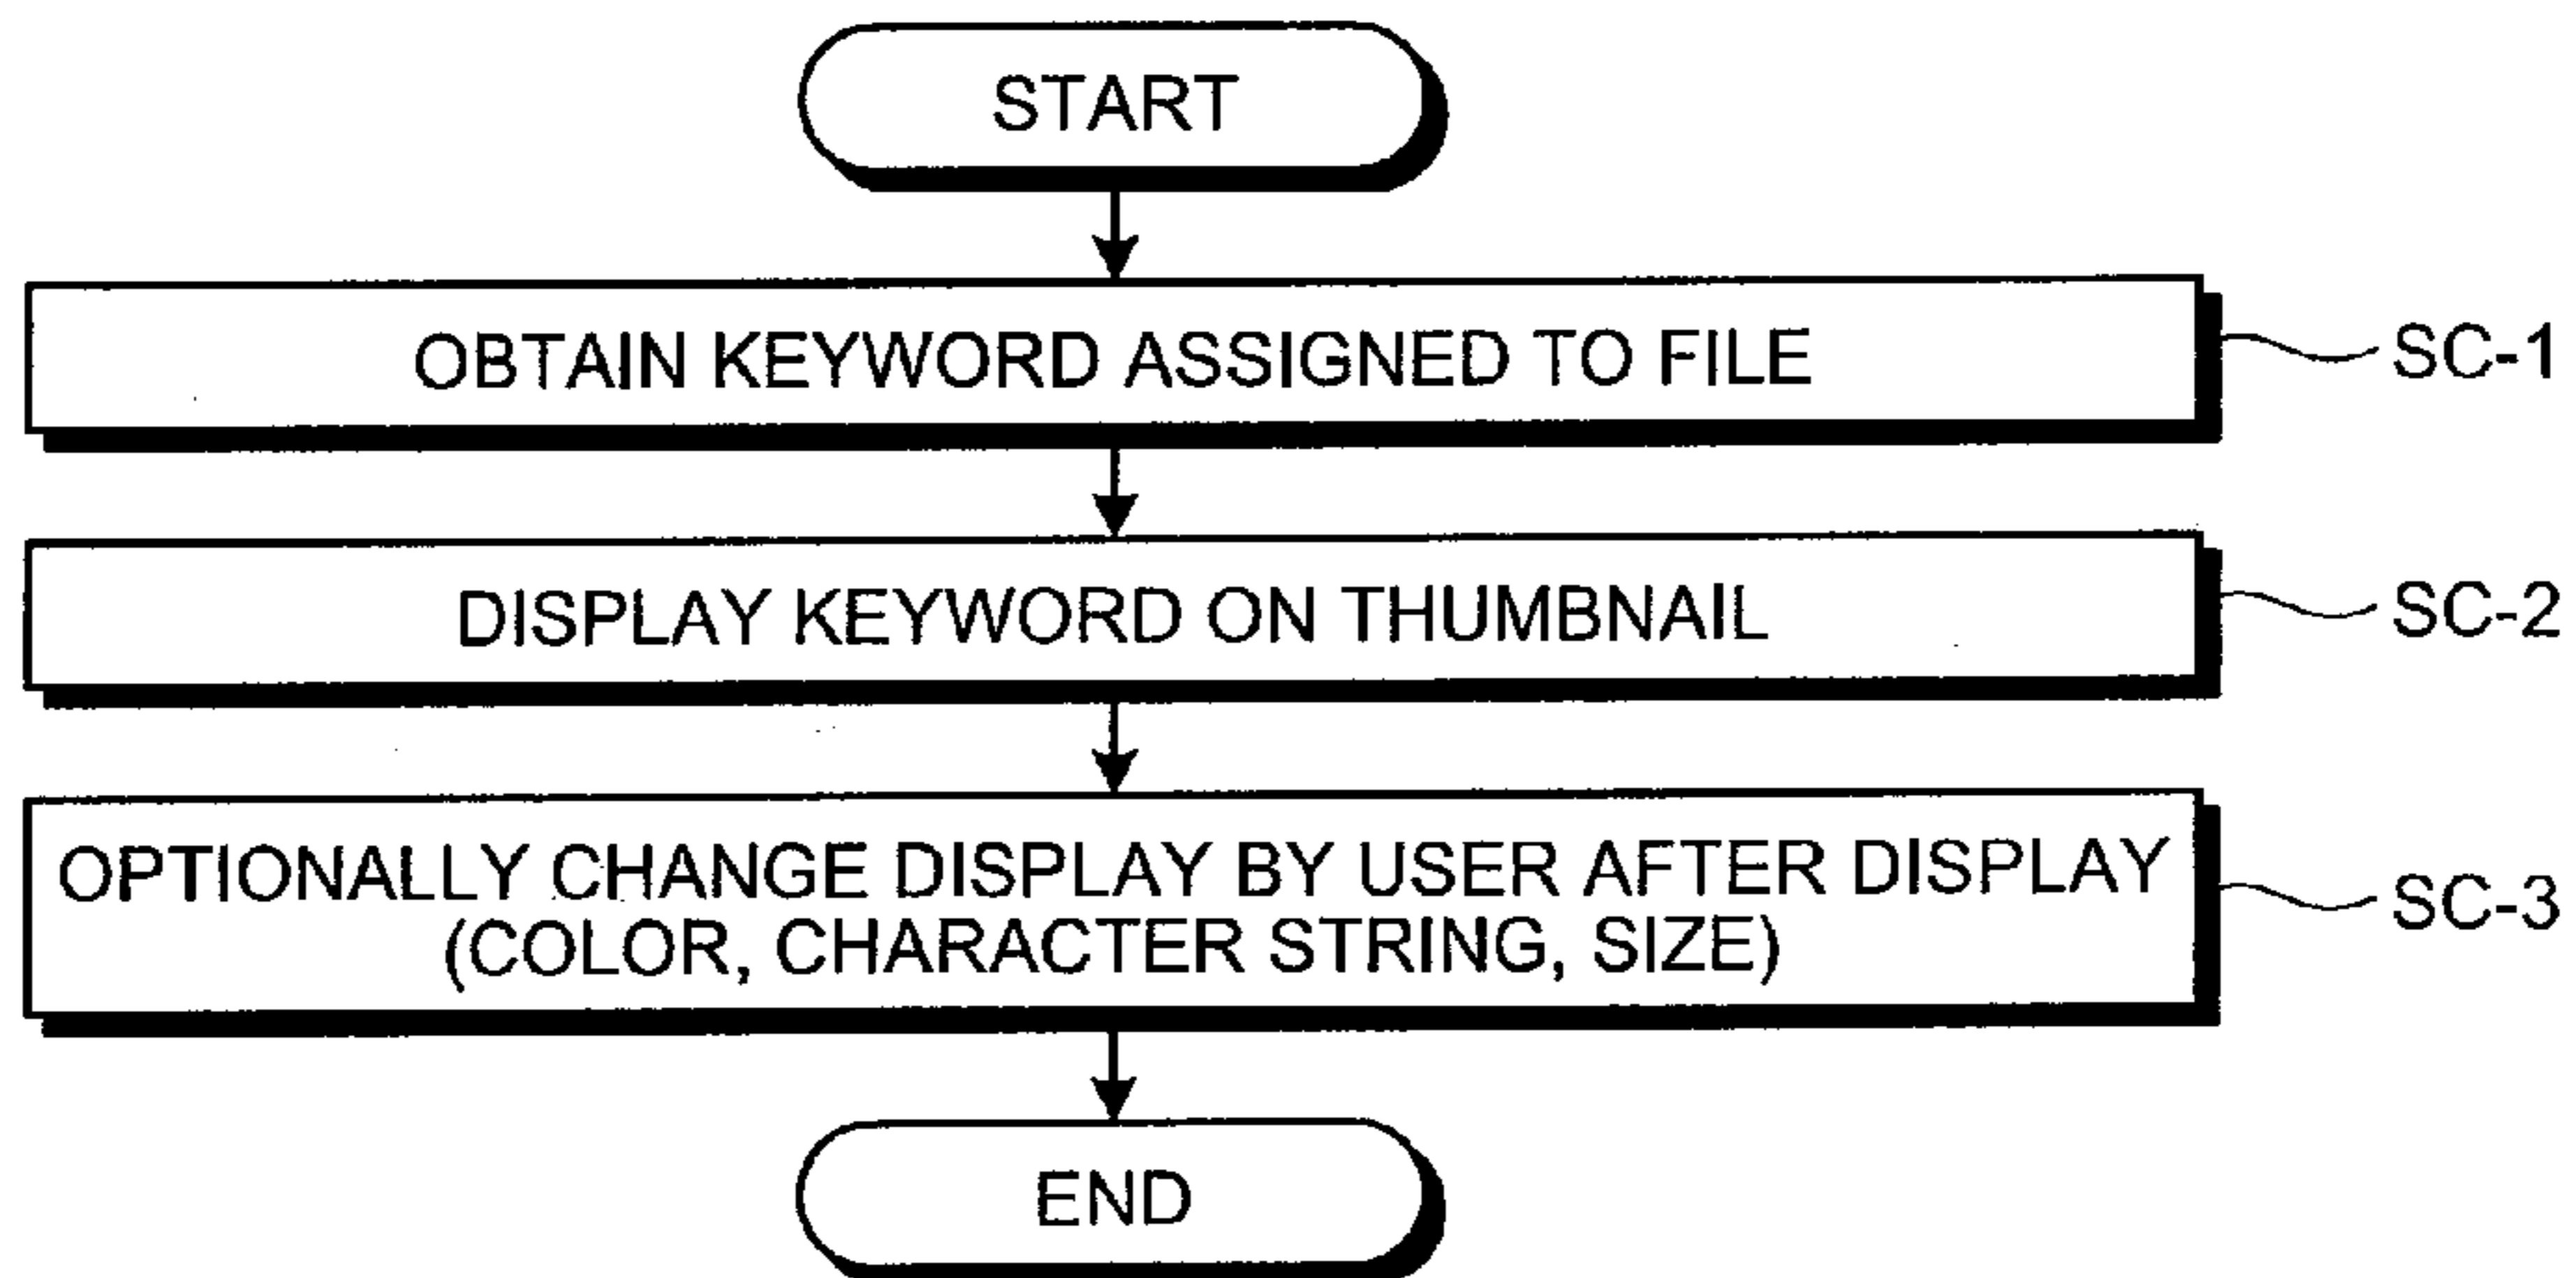 START
OBTAIN KEYWORD ASSIGNED TO FILE
SC-1
DISPLAY KEYWORD ON THUMBNAIL
SC-2
OPTIONALLY CHANGE DISPLAY BY USER AFTER DISPLAY
(COLOR, CHARACTER STRING, SIZE)
SC-3
END